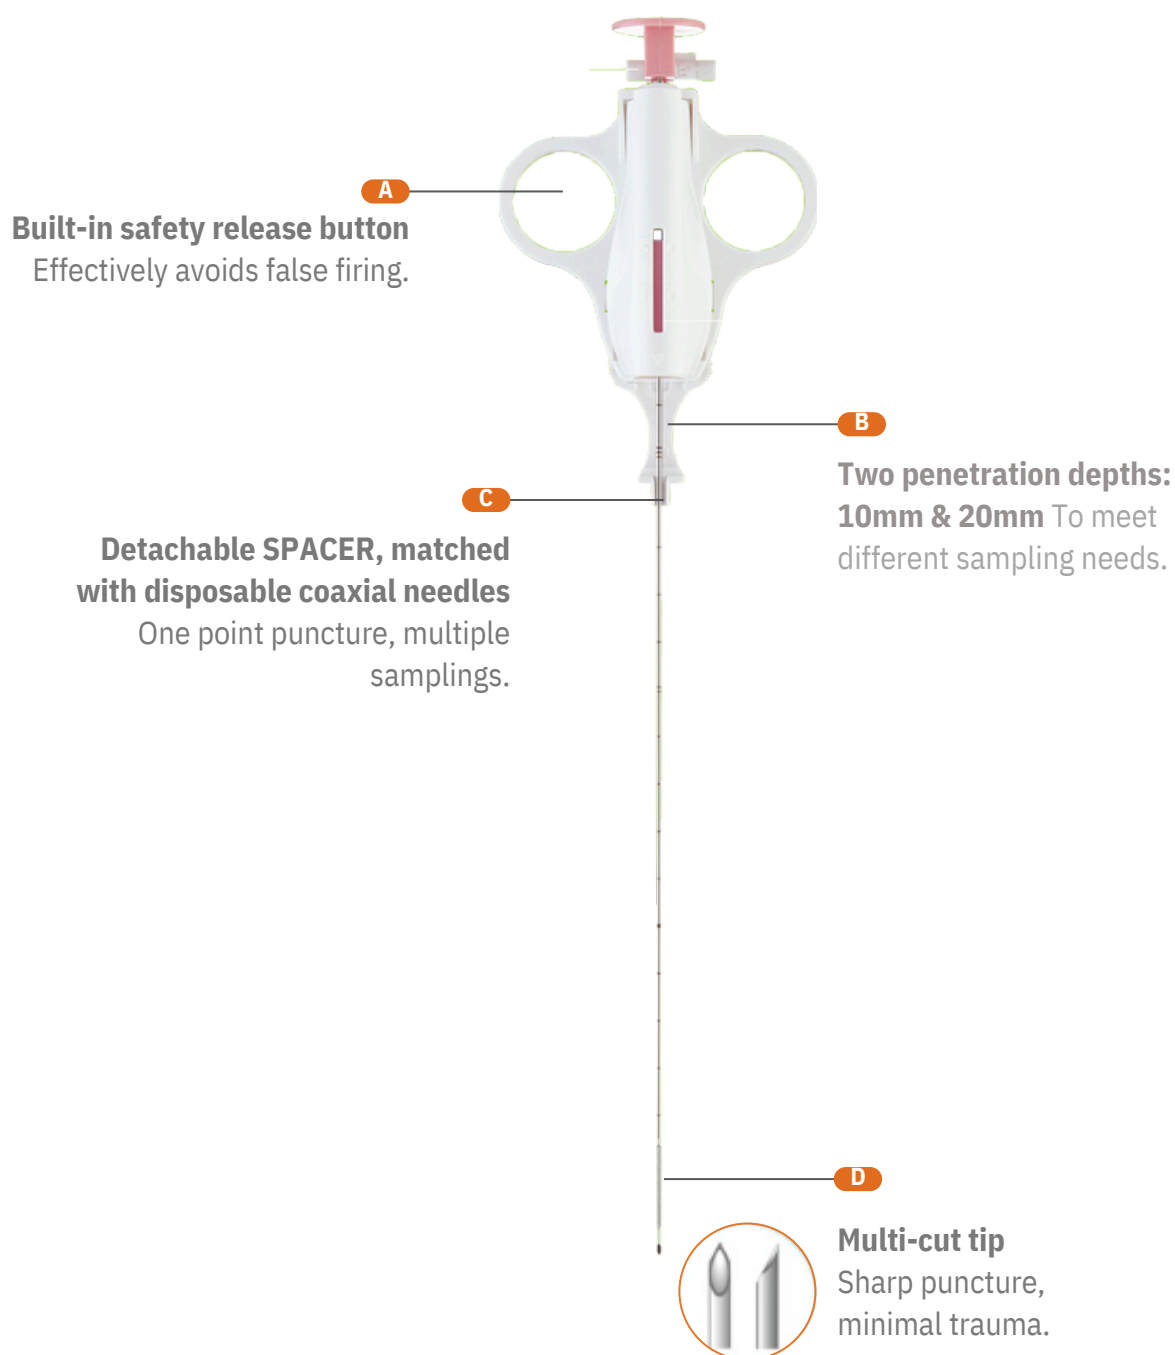 A
Built-in safety release button
Effectively avoids false firing.
B
Two penetration depths:
10mm & 20mm To meet
different sampling needs.
C
Detachable SPACER, matched
with disposable coaxial needles
One point puncture, multiple
samplings.
D
Multi-cut tip
Sharp puncture,
minimal trauma.